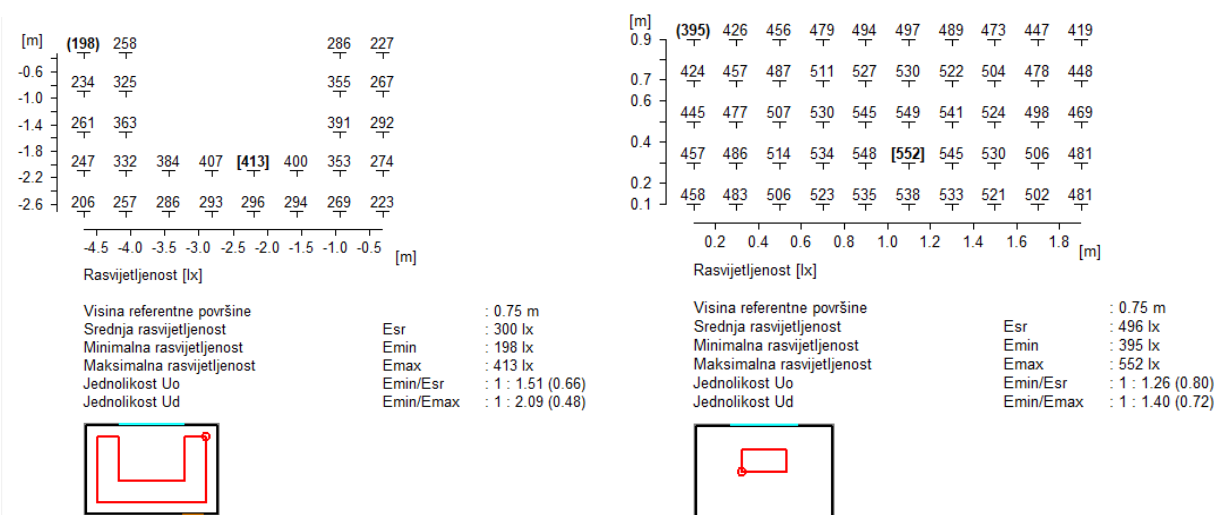 [m] (198) 258 286 227
-0.6 234 325 355 267
-1.0
-1.4 261 363 391 292
-1.8
247 332 384 407 [413] 400 353 274
-2.2
-2.6 206 257 286 293 296 294 269 223
-4.5 -4.0 -3.5 -3.0 -2.5 -2.0 -1.5 -1.0 -0.5 [m]
Rasvijetljenost [lx]
Visina referentne površine : 0.75 m
Srednja rasvijetljenost Esr : 300 lx
Minimalna rasvijetljenost Emin : 198 lx
Maksimalna rasvijetljenost Emax : 413 lx
Jednolikost Uo Emin/Esr : 1 : 1.51 (0.66)
Jednolikost Ud Emin/Emax : 1 : 2.09 (0.48)
[m]
0.9 (395) 426 456 479 494 497 489 473 447 419
0.7 424 457 487 511 527 530 522 504 478 448
0.6
445 477 507 530 545 549 541 524 498 469
0.4
457 486 514 534 548 [552] 545 530 506 481
0.2
0.1 458 483 506 523 535 538 533 521 502 481
0.2 0.4 0.6 0.8 1.0 1.2 1.4 1.6 1.8 [m]
Rasvijetljenost [lx]
Visina referentne površine : 0.75 m
Srednja rasvijetljenost Esr : 496 lx
Minimalna rasvijetljenost Emin : 395 lx
Maksimalna rasvijetljenost Emax : 552 lx
Jednolikost Uo Emin/Esr : 1 : 1.26 (0.80)
Jednolikost Ud Emin/Emax : 1 : 1.40 (0.72)